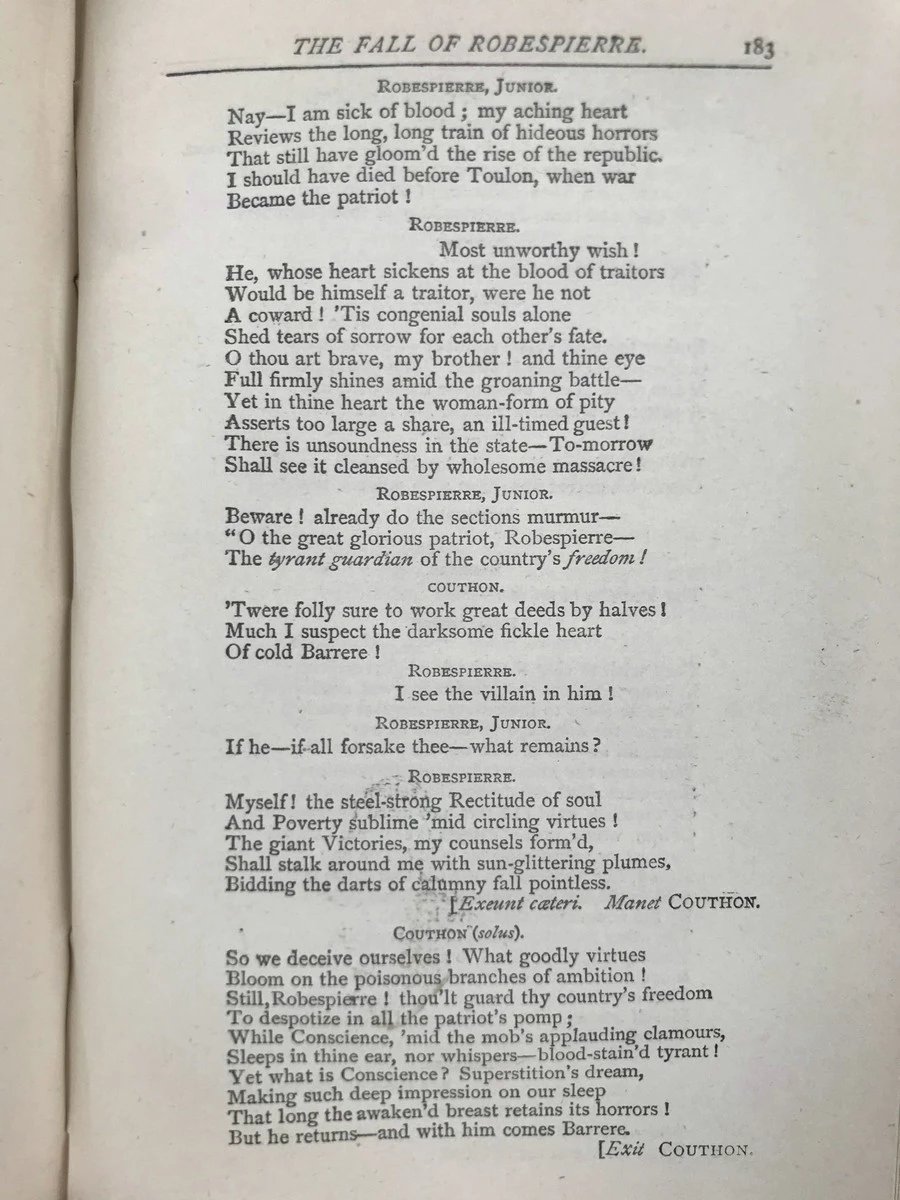 THE FALL OF ROBESPIERRE. 183
ROBESPIERRE, JUNIOR.
Nay—I am sick of blood; my aching heart
Reviews the long, long train of hideous horrors
That still have gloom'd the rise of the republic.
I should have died before Toulon, when war
Became the patriot!
ROBESPIERRE.
Most unworthy wish!
He, whose heart sickens at the blood of traitors
Would be himself a traitor, were he not
A coward! 'Tis congenial souls alone
Shed tears of sorrow for each other's fate.
O thou art brave, my brother! and thine eye
Full firmly shines amid the groaning battle—
Yet in thine heart the woman-form of pity
Asserts too large a share, an ill-timed guest!
There is unsoundness in the state—To-morrow
Shall see it cleansed by wholesome massacre!
ROBESPIERRE, JUNIOR.
Beware! already do the sections murmur—
"O the great glorious patriot, Robespierre—
The tyrant guardian of the country's freedom!
COUTHON.
'Twere folly sure to work great deeds by halves!
Much I suspect the darksome fickle heart
Of cold Barrere!
ROBESPIERRE.
I see the villain in him!
ROBESPIERRE, JUNIOR.
If he—if all forsake thee—what remains?
ROBESPIERRE.
Myself! the steel-strong Rectitude of soul
And Poverty sublime 'mid circling virtues!
The giant Victories, my counsels form'd,
Shall stalk around me with sun-glittering plumes,
Bidding the darts of calumny fall pointless.
[Exeunt cæteri. Manet COUTHON.
COUTHON (solus).
So we deceive ourselves! What goodly virtues
Bloom on the poisonous branches of ambition!
Still, Robespierre! thou'lt guard thy country's freedom
To despotize in all the patriot's pomp;
While Conscience, 'mid the mob's applauding clamours,
Sleeps in thine ear, nor whispers—blood-stain'd tyrant!
Yet what is Conscience? Superstition's dream,
Making such deep impression on our sleep
That long the awaken'd breast retains its horrors!
But he returns—and with him comes Barrere.
[Exit COUTHON.